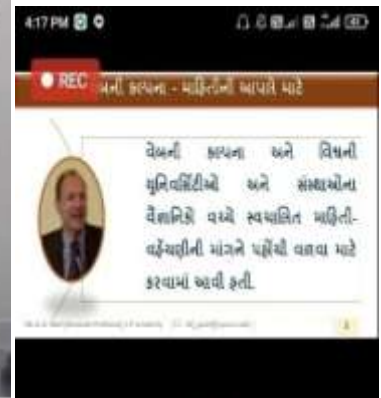 4:17 PM
REC બની કલ્પના - માહિતીની આપલે માટે
વેબની કલ્પના અને વિશ્વની
યુનિવર્સિટીઓ અને સંસ્થાઓના
વૈજ્ઞાનિકો વચ્ચે સ્વચાલિત માહિતી-
વહેંચણીની માંગને પહોંચી વળવા માટે
કરવામાં આવી હતી.